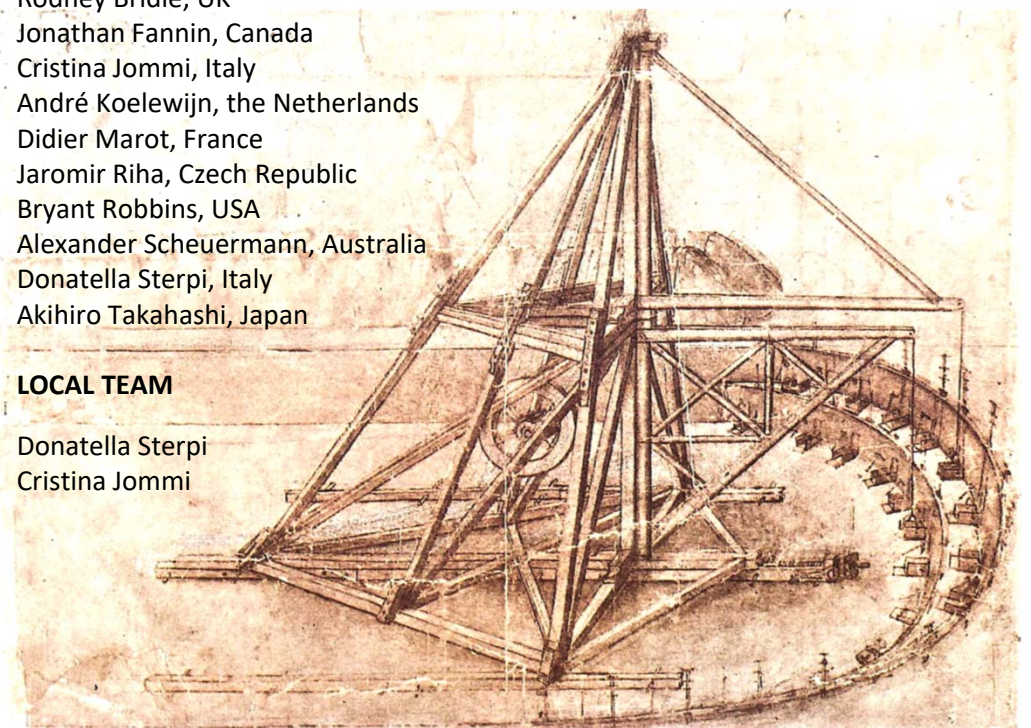 Rodney Bridle, UK
Jonathan Fannin, Canada
Cristina Jommi, Italy
André Koelewijn, the Netherlands
Didier Marot, France
Jaromir Riha, Czech Republic
Bryant Robbins, USA
Alexander Scheuermann, Australia
Donatella Sterpi, Italy
Akihiro Takahashi, Japan
LOCAL TEAM
Donatella Sterpi
Cristina Jommi